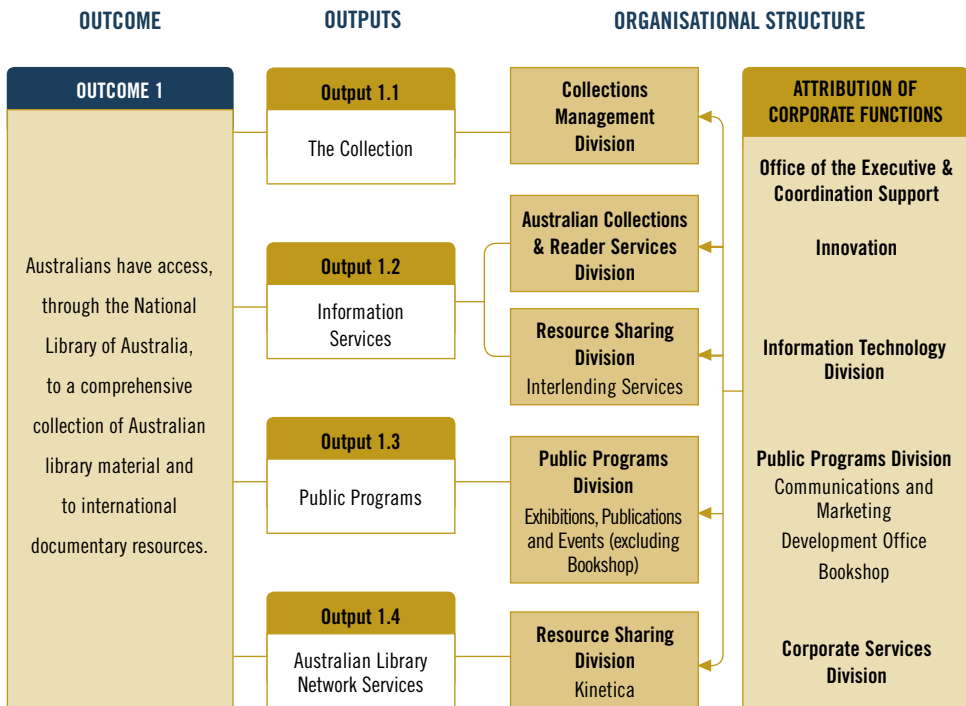 OUTCOME
OUTPUTS
ORGANISATIONAL STRUCTURE
OUTCOME 1
Australians have access,
through the National
Library of Australia,
to a comprehensive
collection of Australian
library material and
to international
documentary resources.
Output 1.1
The Collection
Output 1.2
Information
Services
Output 1.3
Public Programs
Output 1.4
Australian Library
Network Services
Collections
Management
Division
Australian Collections
& Reader Services
Division
Resource Sharing
Division
Interlending Services
Public Programs
Division
Exhibitions, Publications
and Events (excluding
Bookshop)
Resource Sharing
Division
Kinetica
ATTRIBUTION OF
CORPORATE FUNCTIONS
Office of the Executive &
Coordination Support
Innovation
Information Technology
Division
Public Programs Division
Communications and
Marketing
Development Office
Bookshop
Corporate Services
Division